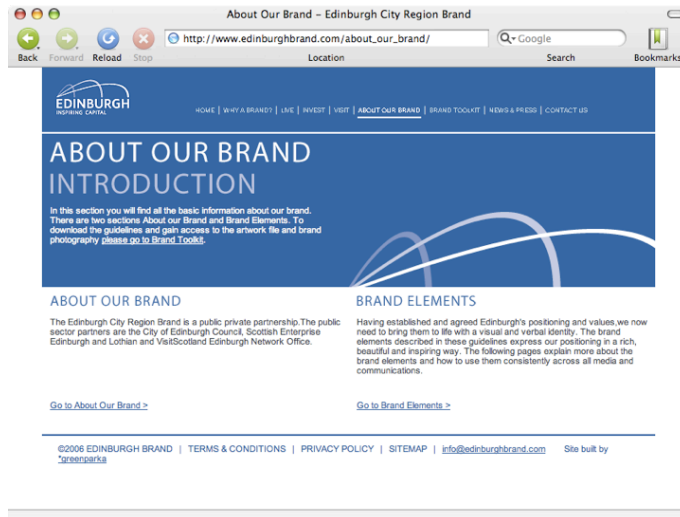 About Our Brand – Edinburgh City Region Brand
http://www.edinburghbrand.com/about_our_brand/
Google
Back Forward Reload Stop Location Search Bookmarks
EDINBURGH
INSPIRING CAPITAL
HOME | WHY A BRAND? | LIVE | INVEST | VISIT | ABOUT OUR BRAND | BRAND TOOLKIT | NEWS & PRESS | CONTACT US
ABOUT OUR BRAND
INTRODUCTION
In this section you will find all the basic information about our brand.
There are two sections About our Brand and Brand Elements. To
download the guidelines and gain access to the artwork file and brand
photography please go to Brand Toolkit.
ABOUT OUR BRAND
The Edinburgh City Region Brand is a public private partnership.The public
sector partners are the City of Edinburgh Council, Scottish Enterprise
Edinburgh and Lothian and VisitScotland Edinburgh Network Office.
Go to About Our Brand >
BRAND ELEMENTS
Having established and agreed Edinburgh's positioning and values,we now
need to bring them to life with a visual and verbal identity. The brand
elements described in these guidelines express our positioning in a rich,
beautiful and inspiring way. The following pages explain more about the
brand elements and how to use them consistently across all media and
communications.
Go to Brand Elements >
©2006 EDINBURGH BRAND | TERMS & CONDITIONS | PRIVACY POLICY | SITEMAP | info@edinburghbrand.com Site built by
*greenparka